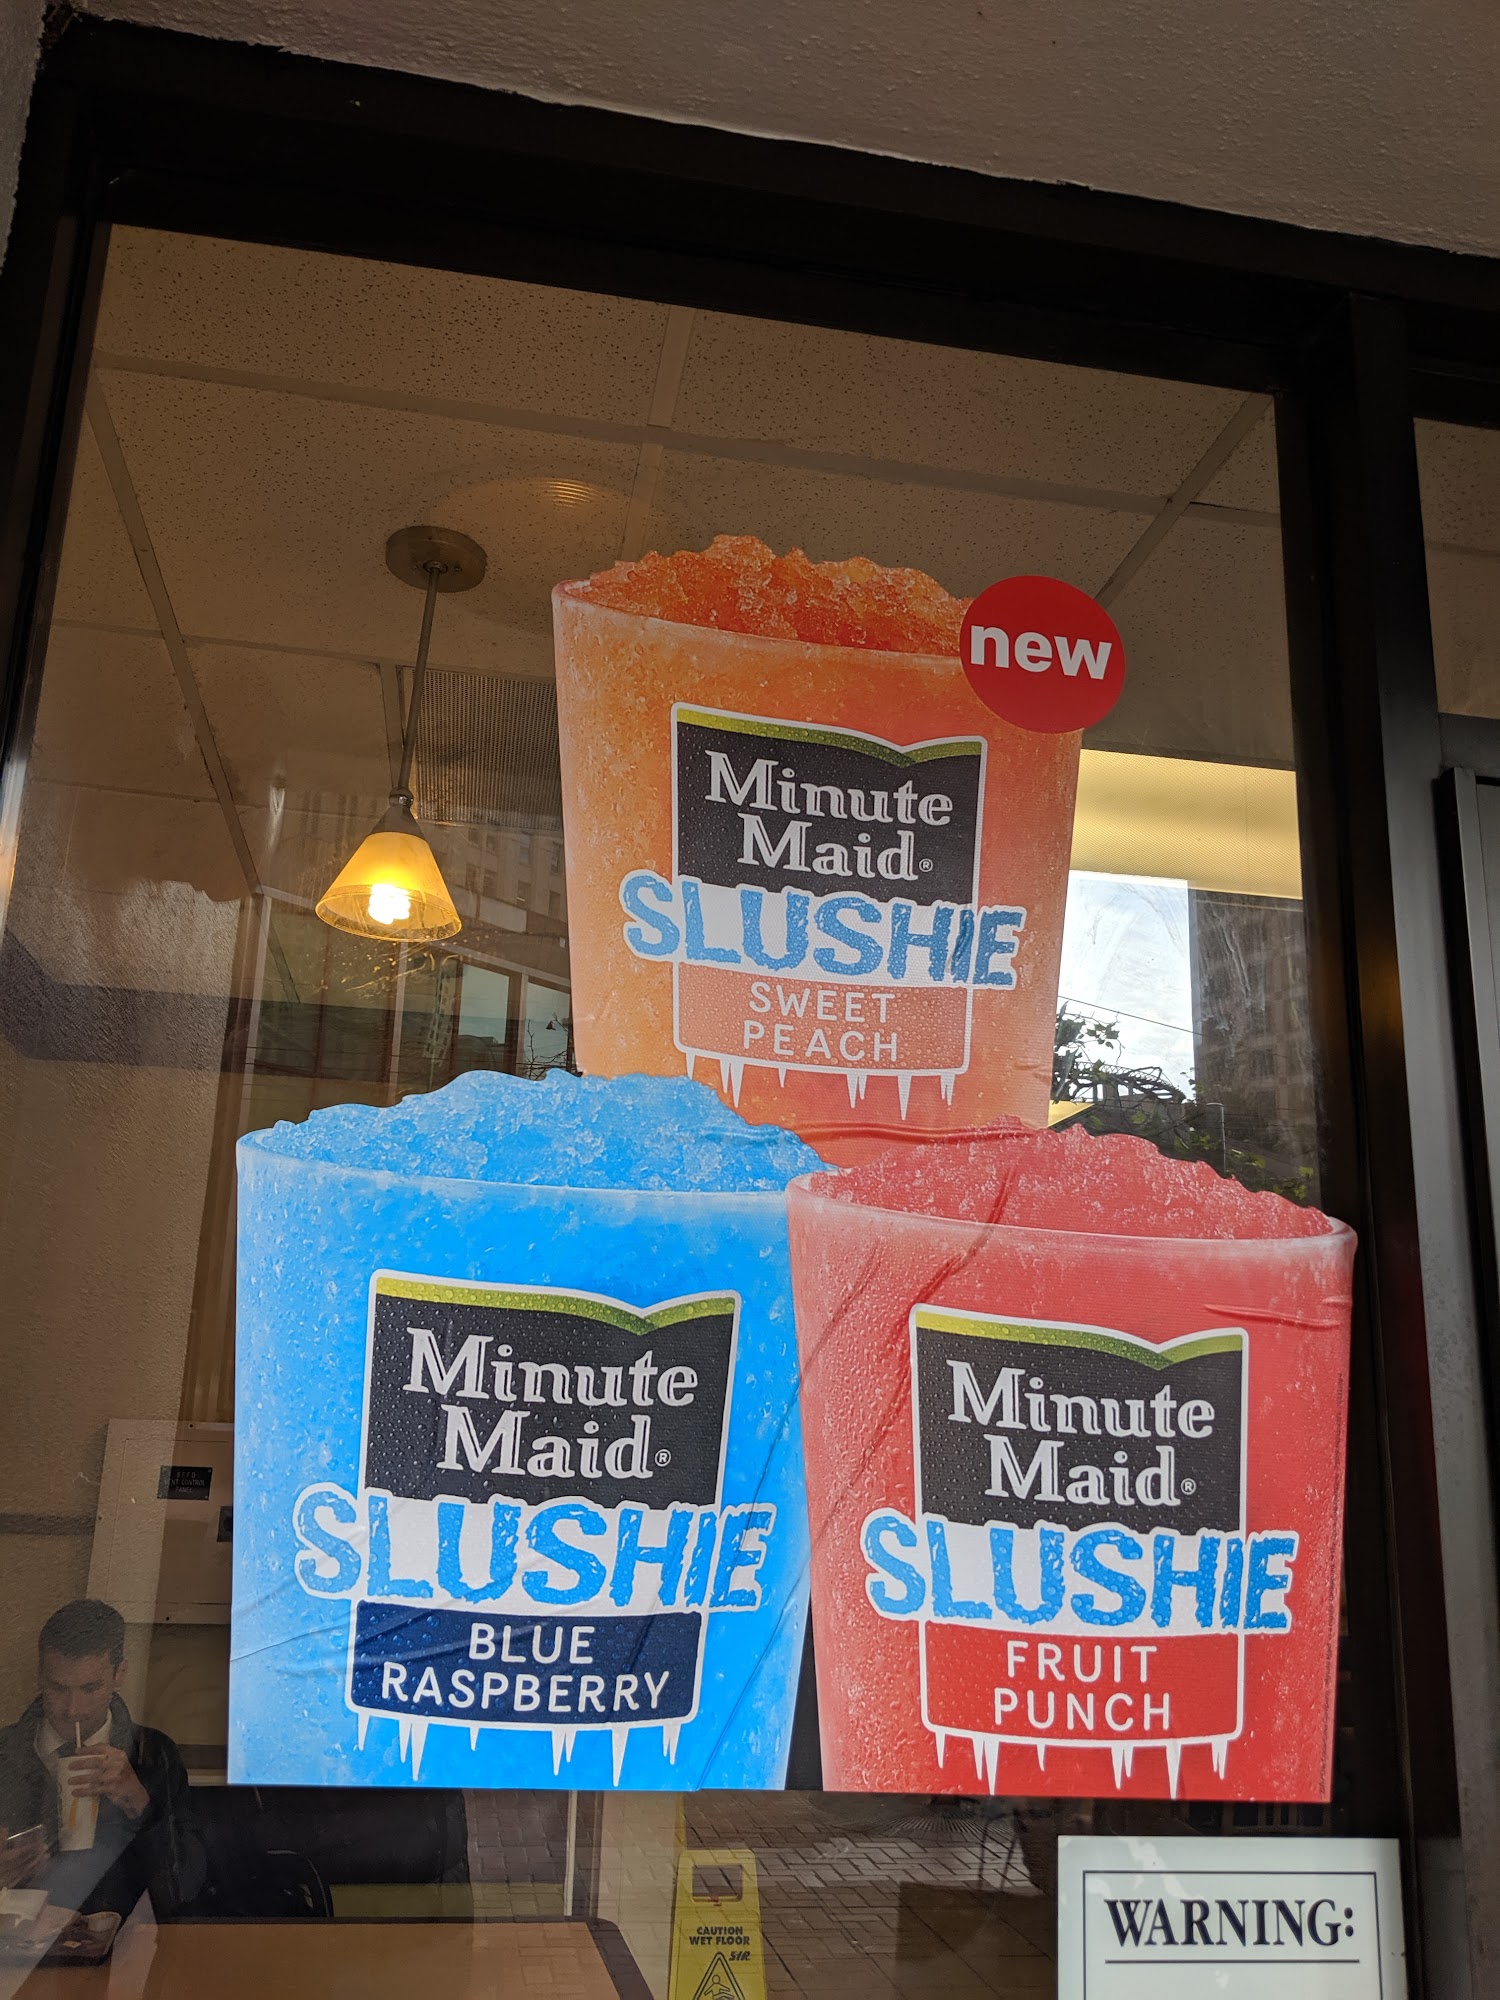 new
Minute
Maid®
SLUSHIE
SWEET
PEACH
Minute
Maid®
SLUSHIE
BLUE
RASPBERRY
Minute
Maid®
SLUSHIE
FRUIT
PUNCH
CAUTION
WET FLOOR
WARNING: